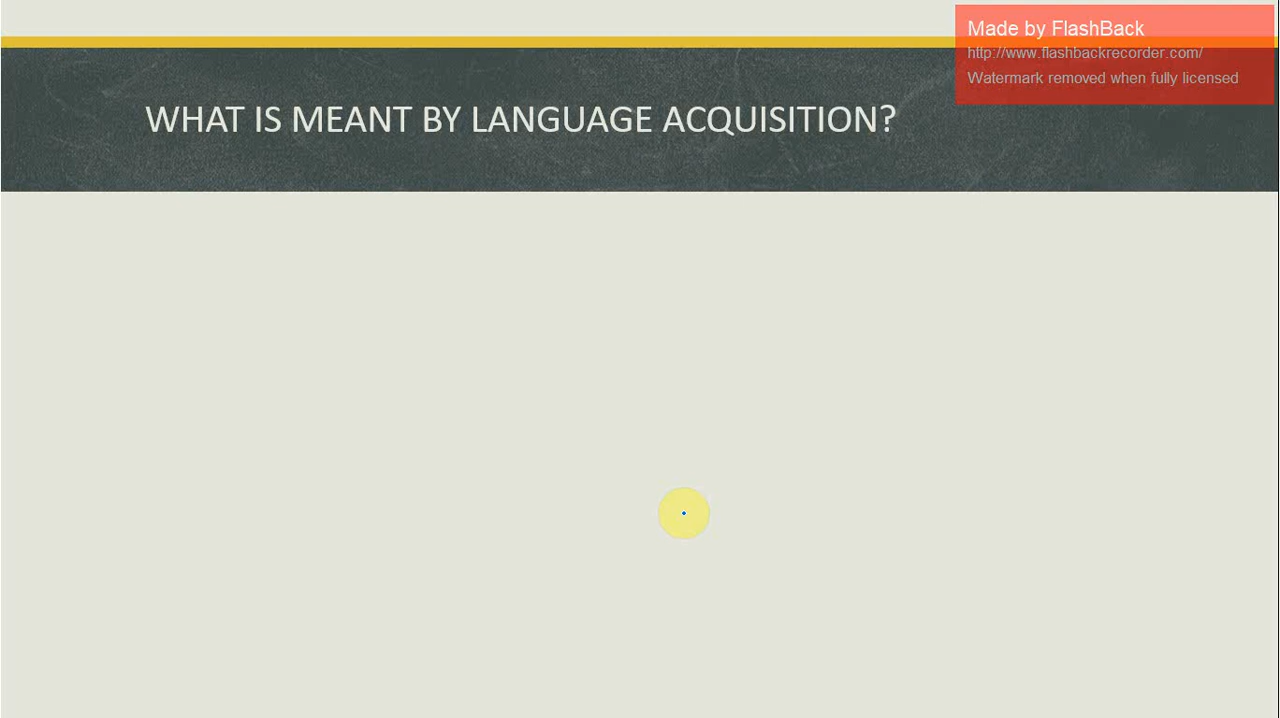 Made by FlashBack
http://www.flashbackrecorder.com/
Watermark removed when fully licensed
WHAT IS MEANT BY LANGUAGE ACQUISITION?